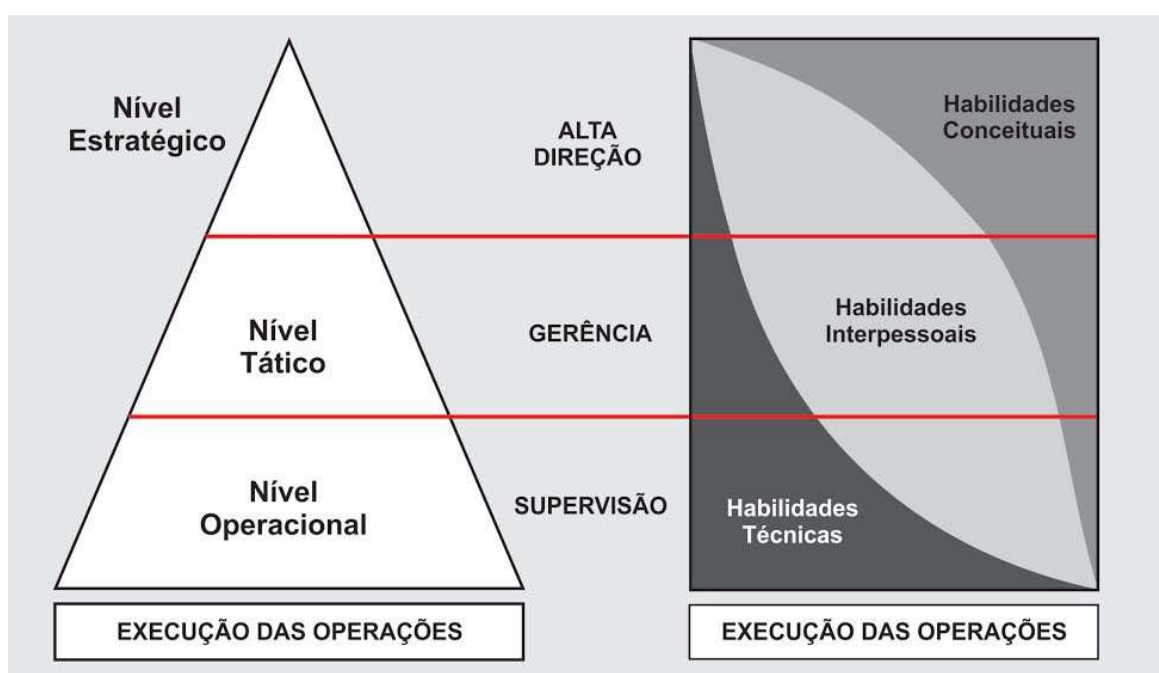 Nível
Estratégico
ALTA
DIREÇÃO
Habilidades
Conceituais
Nível
Tático
GERÊNCIA
Habilidades
Interpessoais
Nível
Operacional
SUPERVISÃO
Habilidades
Técnicas
EXECUÇÃO DAS OPERAÇÕES
EXECUÇÃO DAS OPERAÇÕES